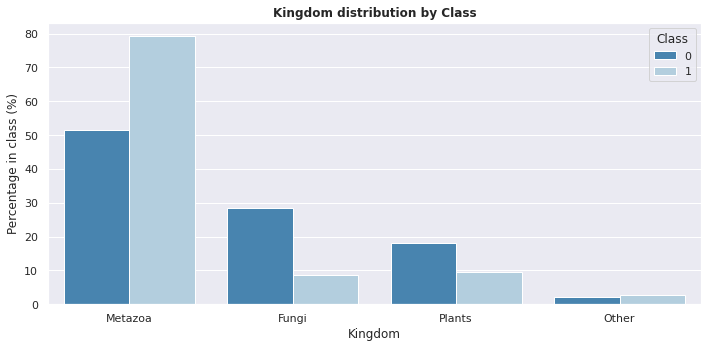 Kingdom distribution by Class
Class
0
1
Percentage in class (%)
80
70
60
50
40
30
20
10
0
Metazoa
Fungi
Plants
Other
Kingdom